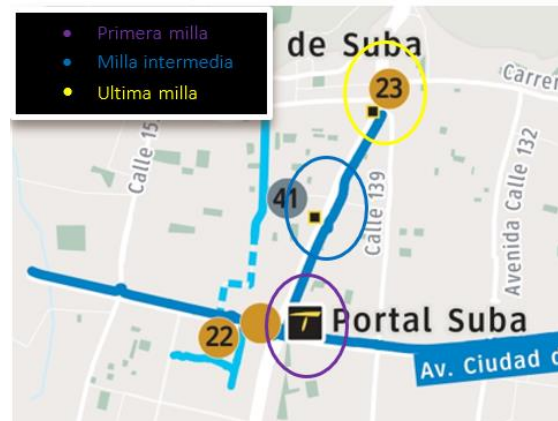 Primera milla
Milla intermedia
Ultima milla
de Suba
23
Carrer
Calle 15
41
Calle 139
Avenida Calle 132
22
T Portal Suba
Av. Ciudad d